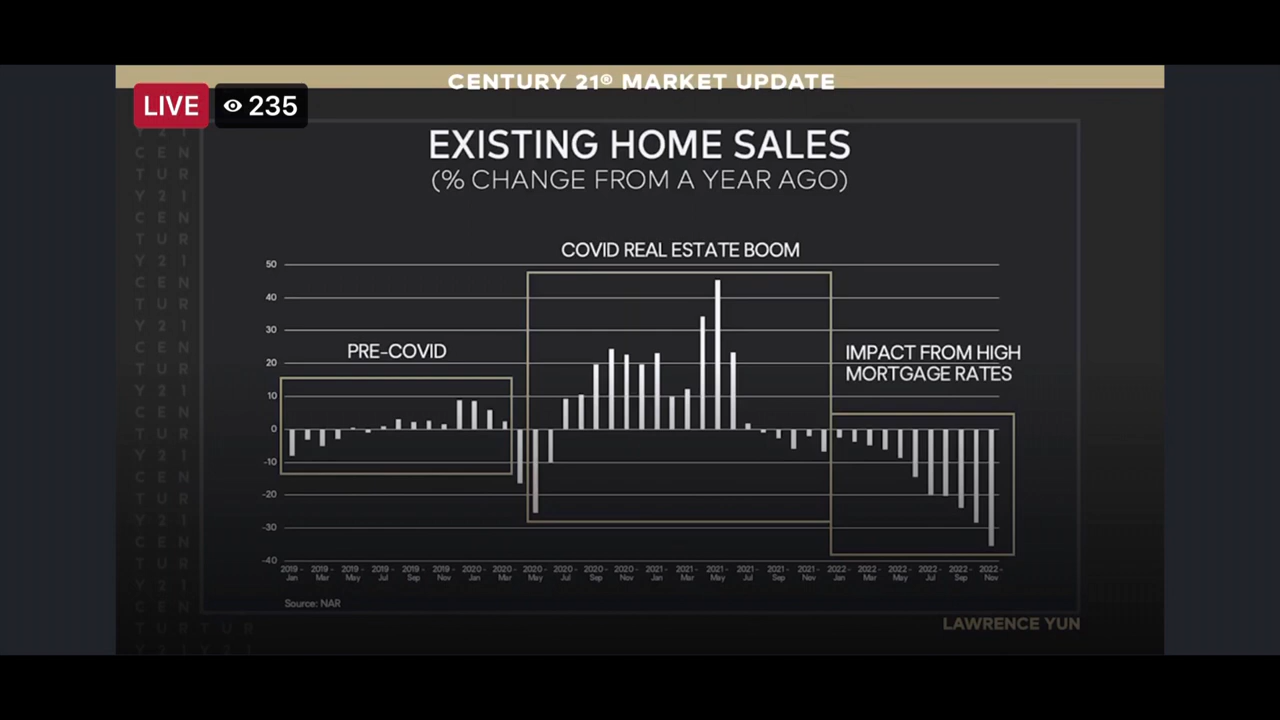 CENTURY 21® MARKET UPDATE
LIVE 235
EXISTING HOME SALES
(% CHANGE FROM A YEAR AGO)
COVID REAL ESTATE BOOM
50
40
30
PRE-COVID
IMPACT FROM HIGH
MORTGAGE RATES
20
10
0
-10
-20
-30
-40
2019 - Jan
2019 - Mar
2019 - May
2019 - Jul
2019 - Sep
2019 - Nov
2020 - Jan
2020 - Mar
2020 - May
2020 - Jul
2020 - Sep
2020 - Nov
2021 - Jan
2021 - Mar
2021 - May
2021 - Jul
2021 - Sep
2021 - Nov
2022 - Jan
2022 - Mar
2022 - May
2022 - Jul
2022 - Sep
2022 - Nov
Source: NAR
LAWRENCE YUN